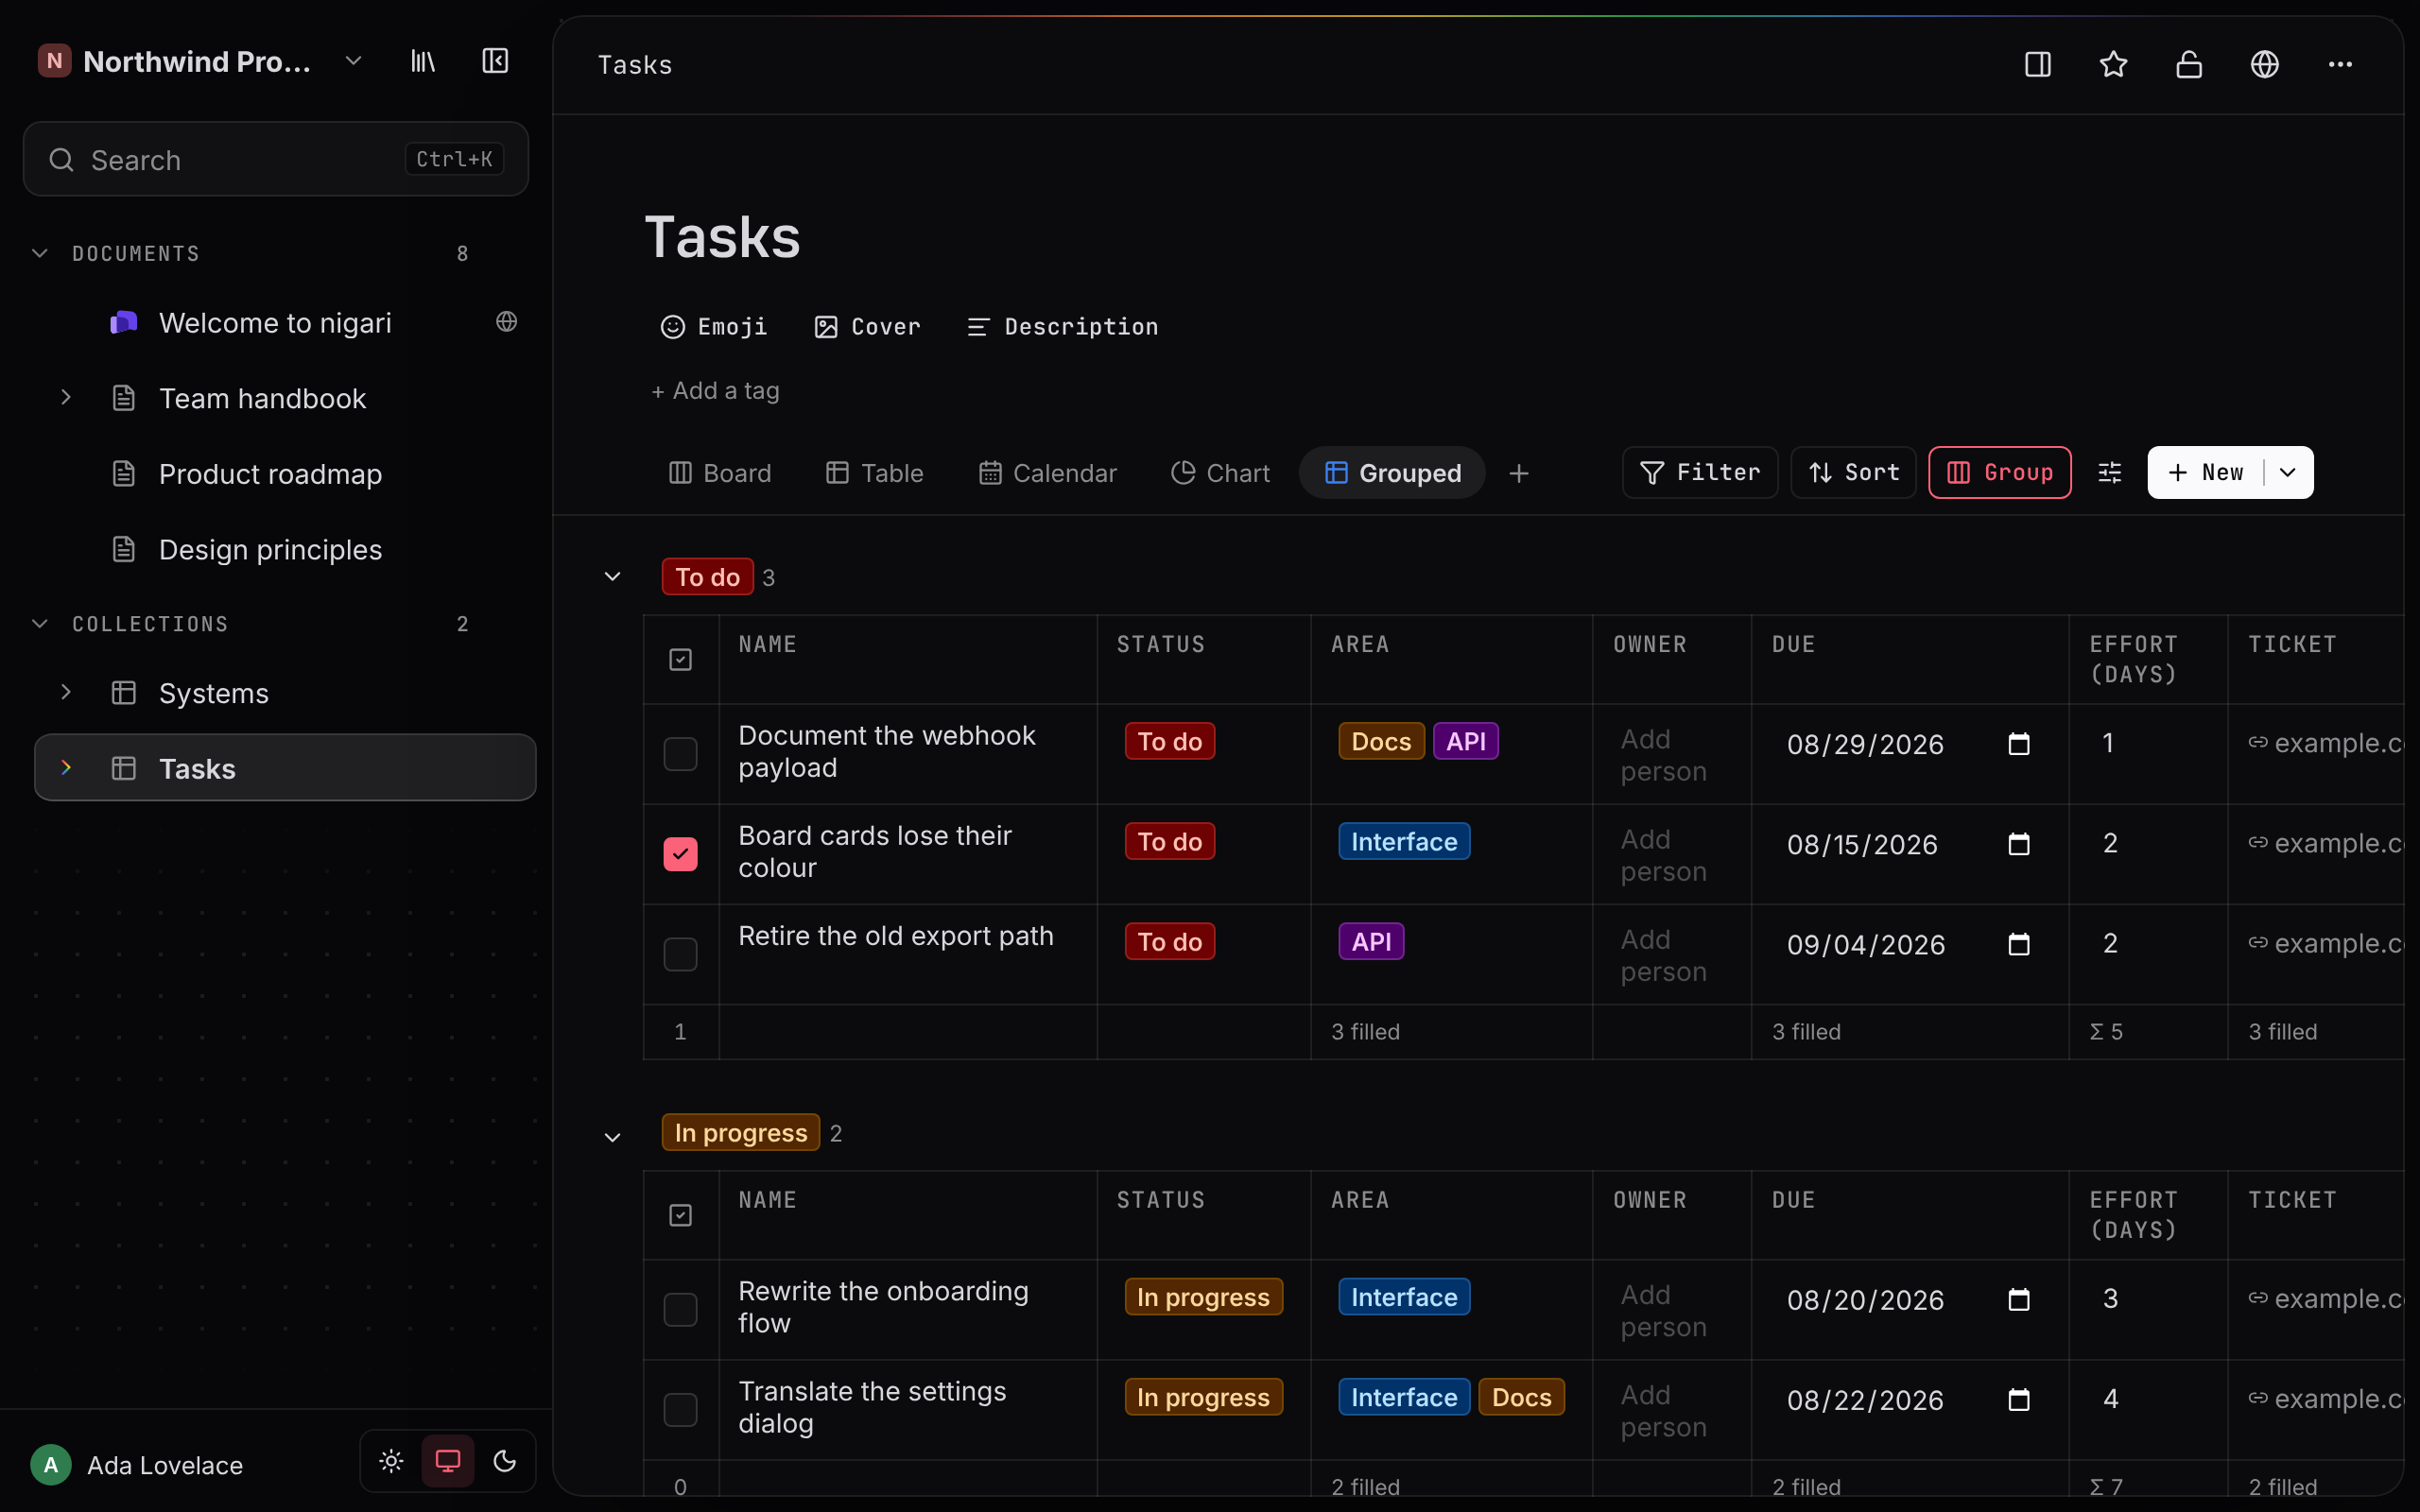 N Northwind Pro...
Search Ctrl+K
DOCUMENTS 8
Welcome to nigari
Team handbook
Product roadmap
Design principles
COLLECTIONS 2
Systems
Tasks
A Ada Lovelace
Tasks
Tasks
Emoji Cover Description
+ Add a tag
Board Table Calendar Chart Grouped + Filter Sort Group + New
To do 3
NAME STATUS AREA OWNER DUE EFFORT (DAYS) TICKET
Document the webhook payload To do Docs API Add person 08/29/2026 1 example.c
Board cards lose their colour To do Interface Add person 08/15/2026 2 example.c
Retire the old export path To do API Add person 09/04/2026 2 example.c
1 3 filled 3 filled Σ 5 3 filled
In progress 2
NAME STATUS AREA OWNER DUE EFFORT (DAYS) TICKET
Rewrite the onboarding flow In progress Interface Add person 08/20/2026 3 example.c
Translate the settings dialog In progress Interface Docs Add person 08/22/2026 4 example.c
0 2 filled 2 filled Σ 7 2 filled